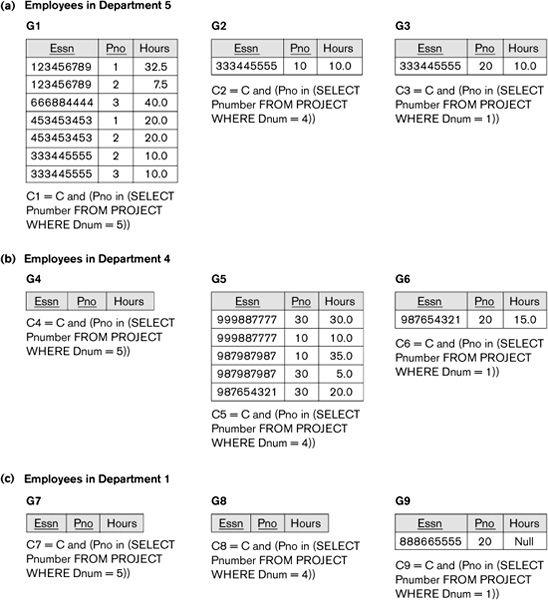 (a) Employees in Department 5
G1
Essn Pno Hours
123456789 1 32.5
123456789 2 7.5
666884444 3 40.0
453453453 1 20.0
453453453 2 20.0
333445555 2 10.0
333445555 3 10.0
C1 = C and (Pno in (SELECT
Pnumber FROM PROJECT
WHERE Dnum = 5))
G2
Essn Pno Hours
333445555 10 10.0
C2 = C and (Pno in (SELECT
Pnumber FROM PROJECT
WHERE Dnum = 4))
G3
Essn Pno Hours
333445555 20 10.0
C3 = C and (Pno in (SELECT
Pnumber FROM PROJECT
WHERE Dnum = 1))
(b) Employees in Department 4
G4
Essn Pno Hours
C4 = C and (Pno in (SELECT
Pnumber FROM PROJECT
WHERE Dnum = 5))
G5
Essn Pno Hours
999887777 30 30.0
999887777 10 10.0
987987987 10 35.0
987987987 30 5.0
987654321 30 20.0
C5 = C and (Pno in (SELECT
Pnumber FROM PROJECT
WHERE Dnum = 4))
G6
Essn Pno Hours
987654321 20 15.0
C6 = C and (Pno in (SELECT
Pnumber FROM PROJECT
WHERE Dnum = 1))
(c) Employees in Department 1
G7
Essn Pno Hours
C7 = C and (Pno in (SELECT
Pnumber FROM PROJECT
WHERE Dnum = 5))
G8
Essn Pno Hours
C8 = C and (Pno in (SELECT
Pnumber FROM PROJECT
WHERE Dnum = 4))
G9
Essn Pno Hours
888665555 20 Null
C9 = C and (Pno in (SELECT
Pnumber FROM PROJECT
WHERE Dnum = 1))